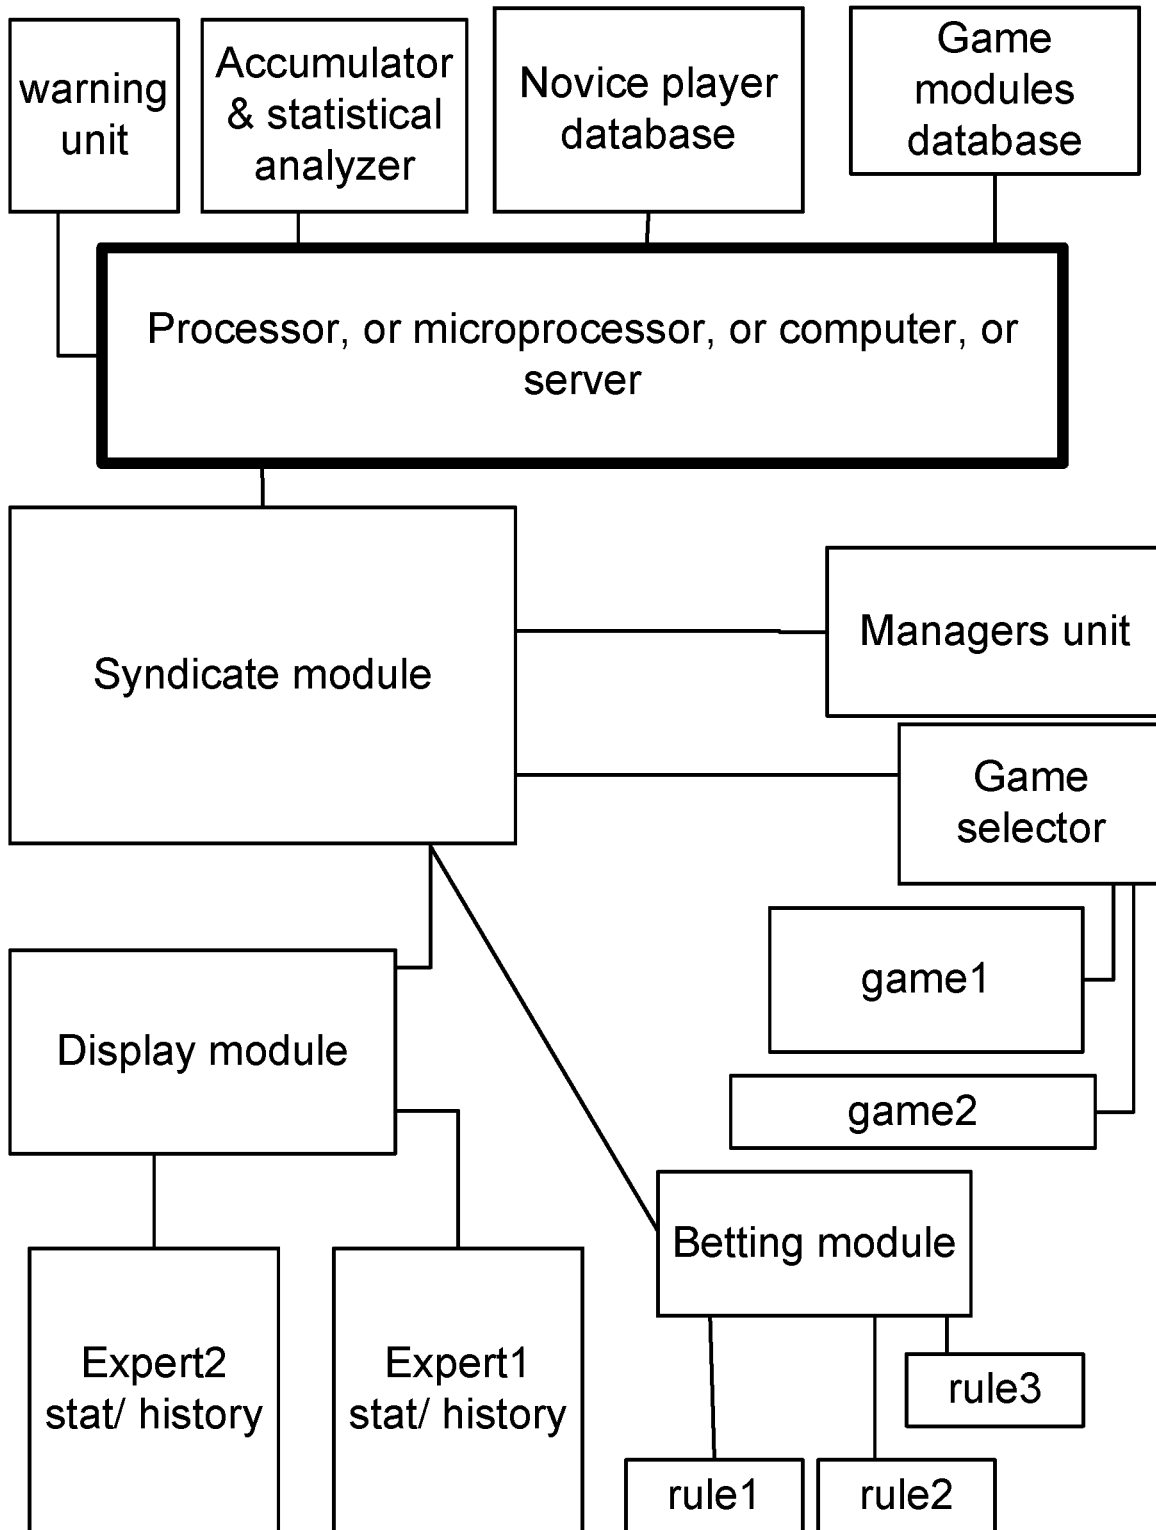 warning
unit
Accumulator
& statistical
analyzer
Novice player
database
Game
modules
database
Processor, or microprocessor, or computer, or
server
Syndicate module
Managers unit
Game
selector
game1
game2
Display module
Betting module
Expert2
stat/ history
Expert1
stat/ history
rule3
rule1
rule2